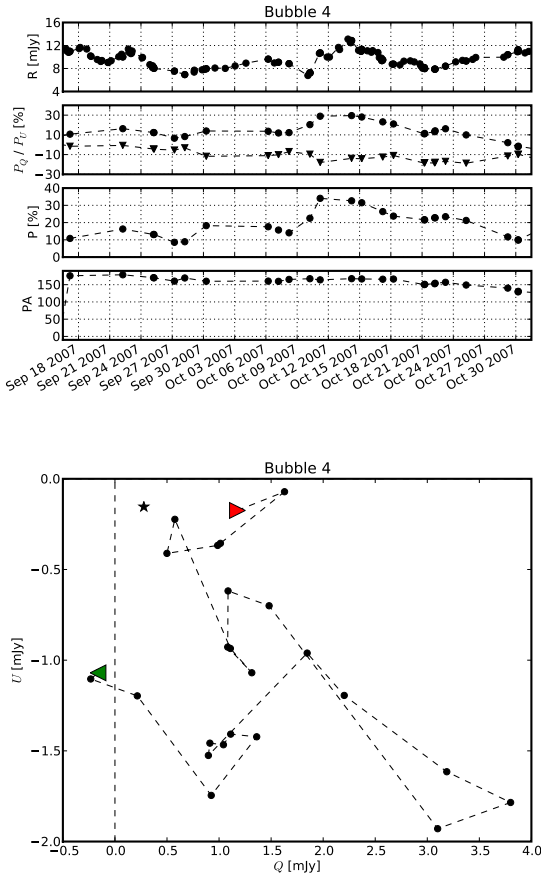 Bubble 4
R [mJy]
16
12
8
4
P_Q / P_U [%]
30
10
−10
−30
P [%]
40
30
20
10
0
PA
150
100
50
0
Sep 18 2007
Sep 21 2007
Sep 24 2007
Sep 27 2007
Sep 30 2007
Oct 03 2007
Oct 06 2007
Oct 09 2007
Oct 12 2007
Oct 15 2007
Oct 18 2007
Oct 21 2007
Oct 24 2007
Oct 27 2007
Oct 30 2007
Bubble 4
U [mJy]
0.0
−0.5
−1.0
−1.5
−2.0
−0.5 0.0 0.5 1.0 1.5 2.0 2.5 3.0 3.5 4.0
Q [mJy]